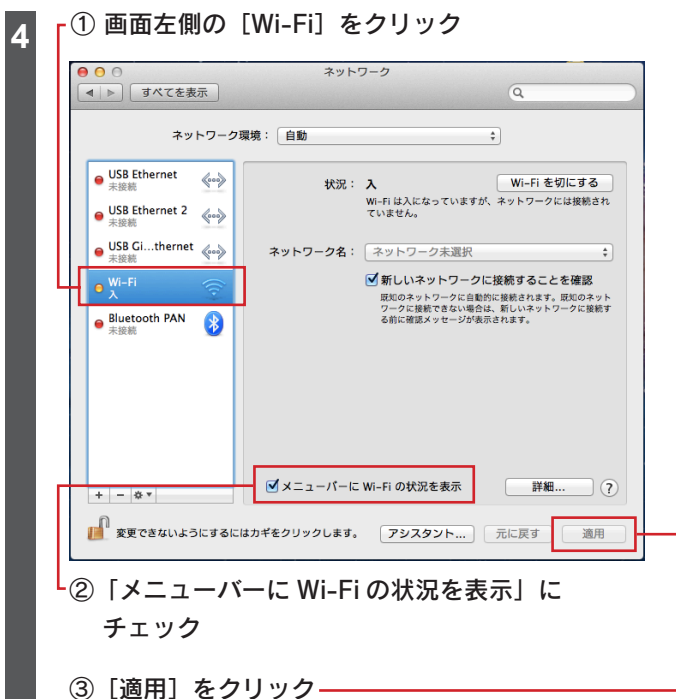 4
① 画面左側の［Wi-Fi］をクリック
ネットワーク
すべてを表示
ネットワーク環境： 自動
USB Ethernet
未接続
USB Ethernet 2
未接続
USB Gi…thernet
未接続
Wi-Fi
入
Bluetooth PAN
未接続
状況： 入 Wi-Fi を切にする
Wi-Fi は入になっていますが、ネットワークには接続され
ていません。
ネットワーク名： ネットワーク未選択
新しいネットワークに接続することを確認
既知のネットワークに自動的に接続されます。既知のネット
ワークに接続できない場合は、新しいネットワークに接続す
る前に確認メッセージが表示されます。
メニューバーに Wi-Fi の状況を表示 詳細... ?
+ −
変更できないようにするにはカギをクリックします。 アシスタント... 元に戻す 適用
②「メニューバーに Wi-Fi の状況を表示」に
チェック
③［適用］をクリック